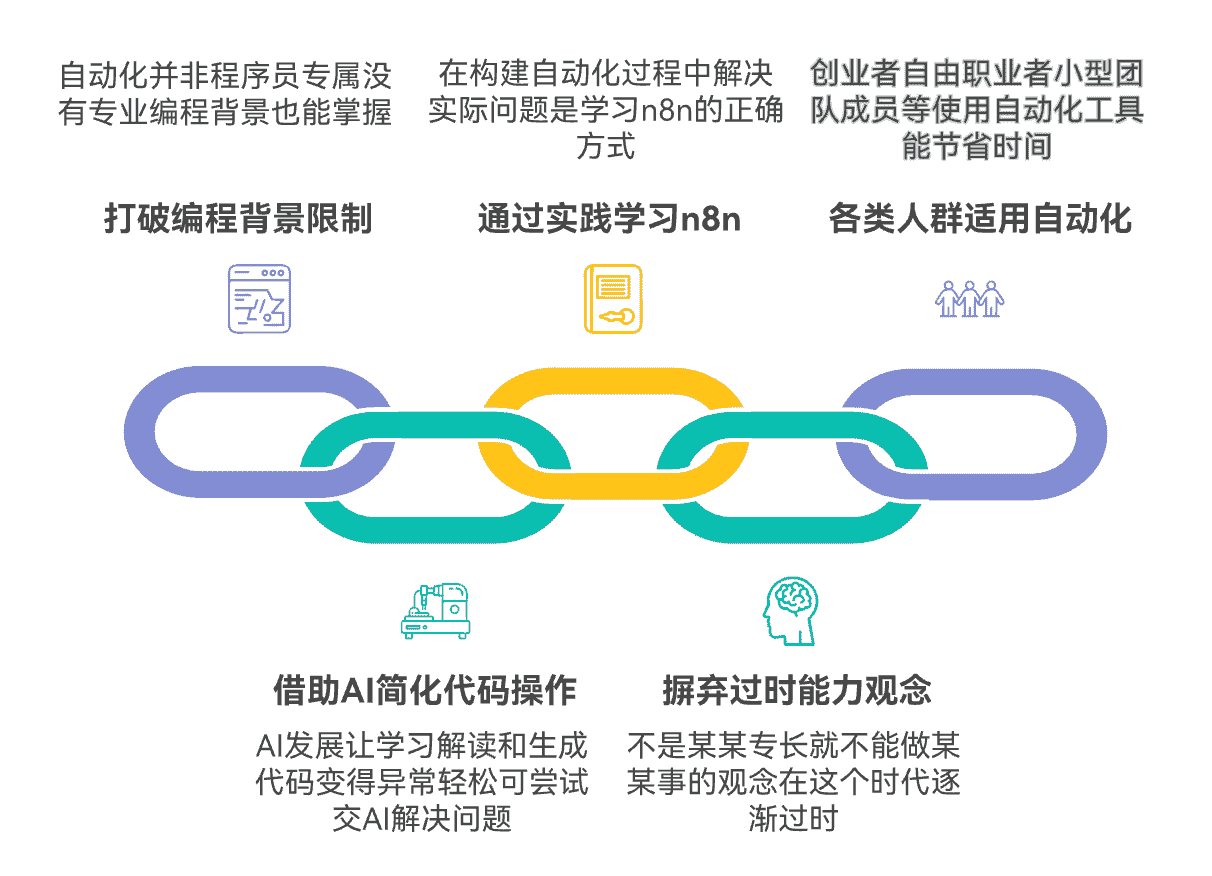 自动化并非程序员专属没
有专业编程背景也能掌握
打破编程背景限制
在构建自动化过程中解决
实际问题是学习n8n的正确
方式
通过实践学习n8n
创业者自由职业者小型团
队成员等使用自动化工具
能节省时间
各类人群适用自动化
借助AI简化代码操作
AI发展让学习解读和生成
代码变得异常轻松可尝试
交AI解决问题
摒弃过时能力观念
不是某某专长就不能做某
某事的观念在这个时代逐
渐过时